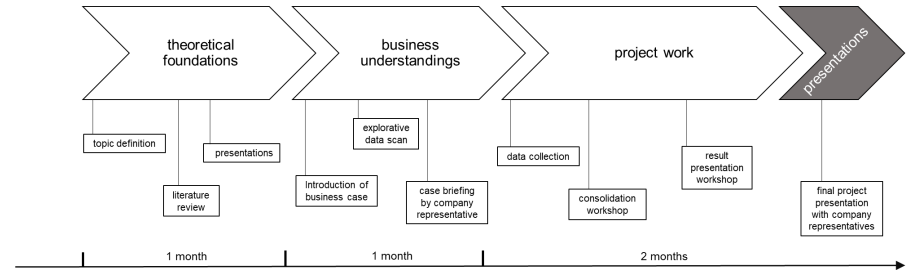 theoretical
foundations
business
understandings
project work
presentations
topic definition
literature
review
presentations
Introduction of
business case
explorative
data scan
case briefing
by company
representative
data collection
consolidation
workshop
result
presentation
workshop
final project
presentation
with company
representatives
1 month
1 month
2 months